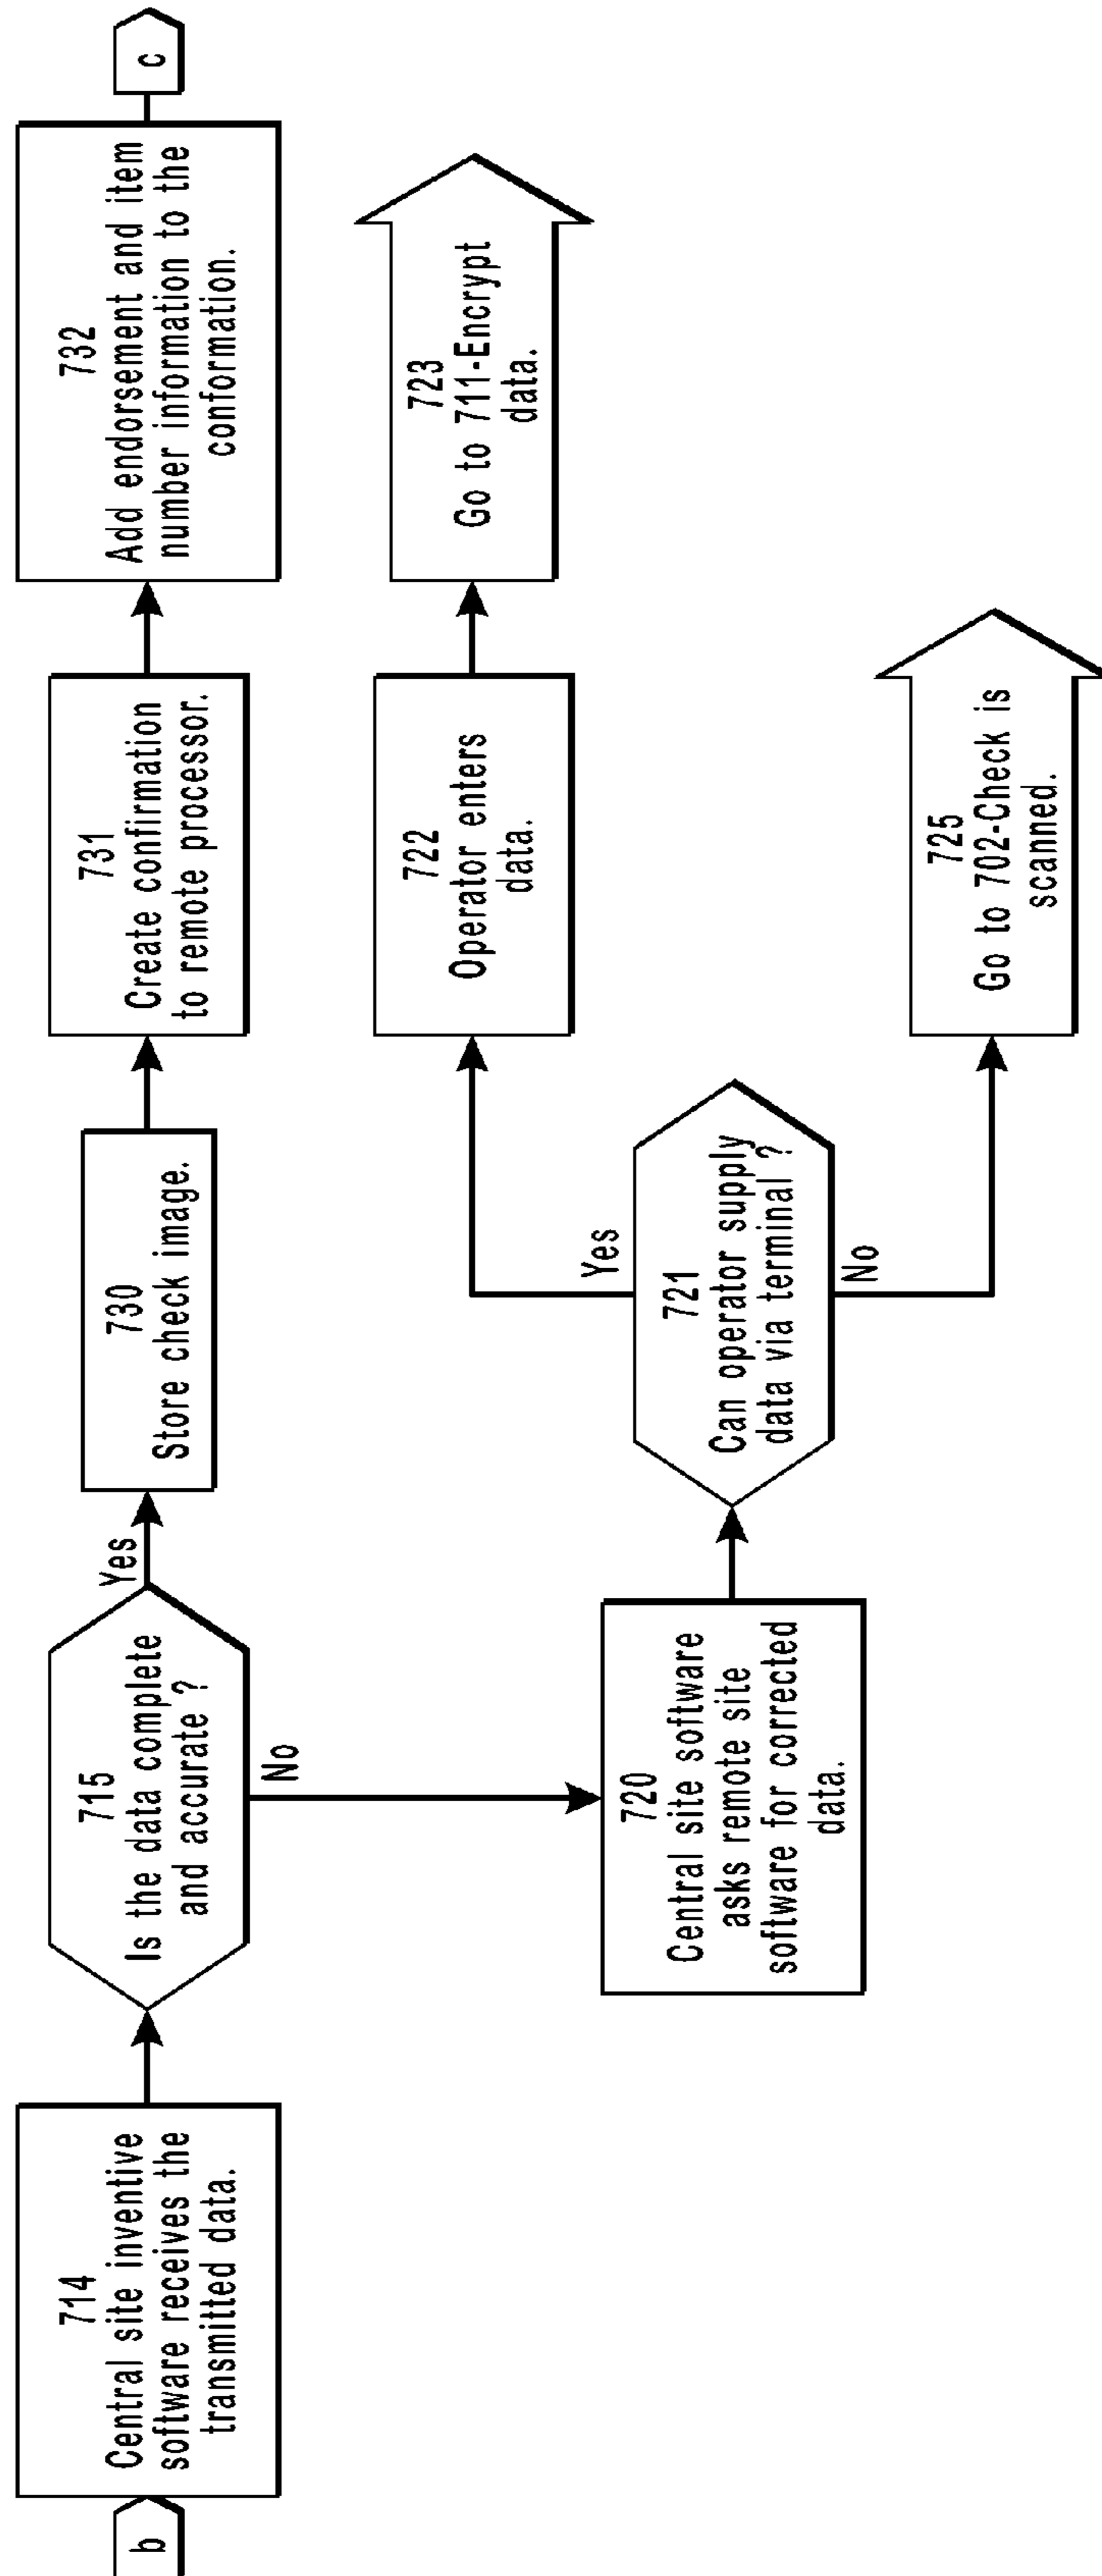 b
714
Central site inventive
software receives the
transmitted data.
715
Is the data complete
and accurate ?
Yes
No
730
Store check image.
731
Create confirmation
to remote processor.
732
Add endorsement and item
number information to the
conformation.
c
720
Central site software
asks remote site
software for corrected
data.
721
Can operator supply
data via terminal ?
Yes
No
722
Operator enters
data.
723
Go to 711-Encrypt
data.
725
Go to 702-Check is
scanned.